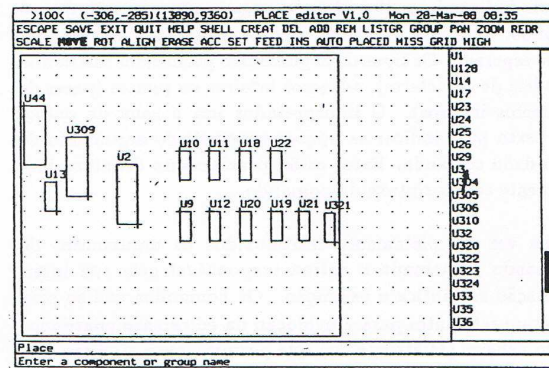 >100< (-306,-285)(13890,9360) PLACE editor V1.0 Mon 28-Mar-88 08:35
ESCAPE SAVE EXIT QUIT HELP SHELL CREAT DEL ADD REM LISTGR GROUP PAN ZOOM REDR
SCALE MOVE ROT ALIGN ERASE ACC SET FEED INS AUTO PLACED MISS GRID HIGH
U44
U309
U13
U2
U10 U11 U18 U22
U9 U12 U20 U19 U21 U321
U1
U128
U14
U17
U23
U24
U25
U26
U29
U3
U304
U305
U306
U310
U32
U320
U322
U323
U324
U33
U35
U36
Place
Enter a component or group name